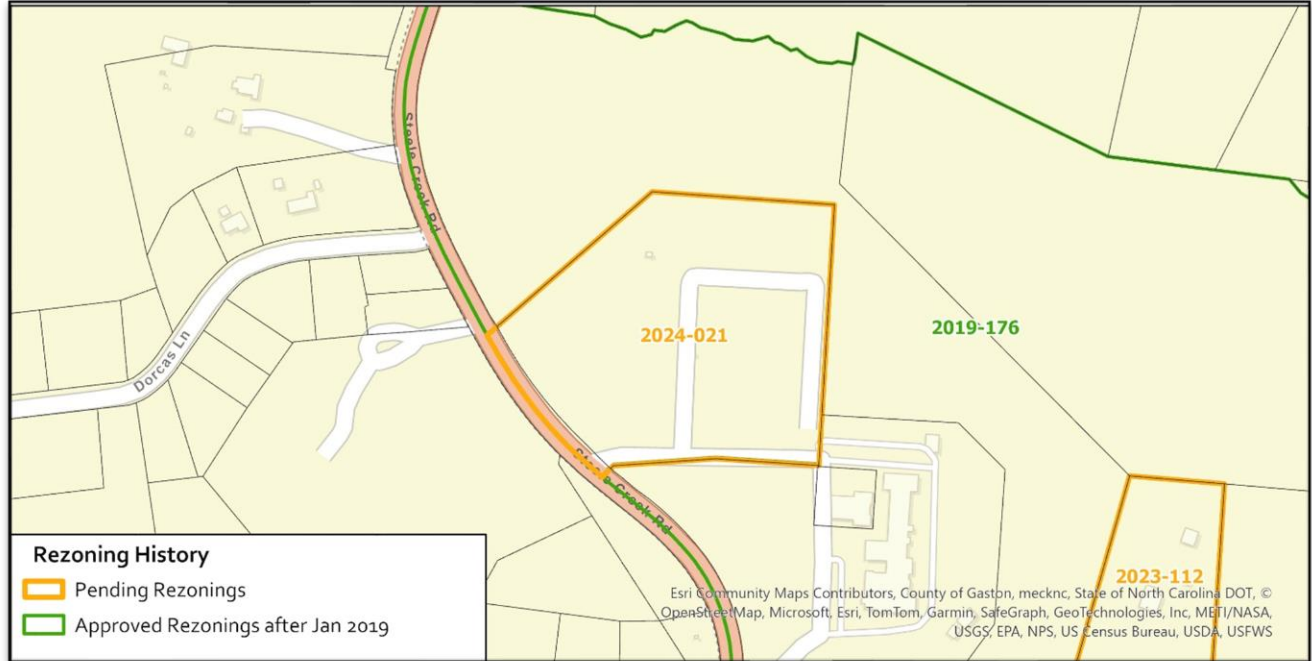 Steele Creek Rd
2024-021
2019-176
Dorcas Ln
Steele Creek Rd
2023-112
Rezoning History
Pending Rezonings
Approved Rezonings after Jan 2019
Esri Community Maps Contributors, County of Gaston, mecknc, State of North Carolina DOT, ©
OpenStreetMap, Microsoft, Esri, TomTom, Garmin, SafeGraph, GeoTechnologies, Inc, METI/NASA,
USGS, EPA, NPS, US Census Bureau, USDA, USFWS